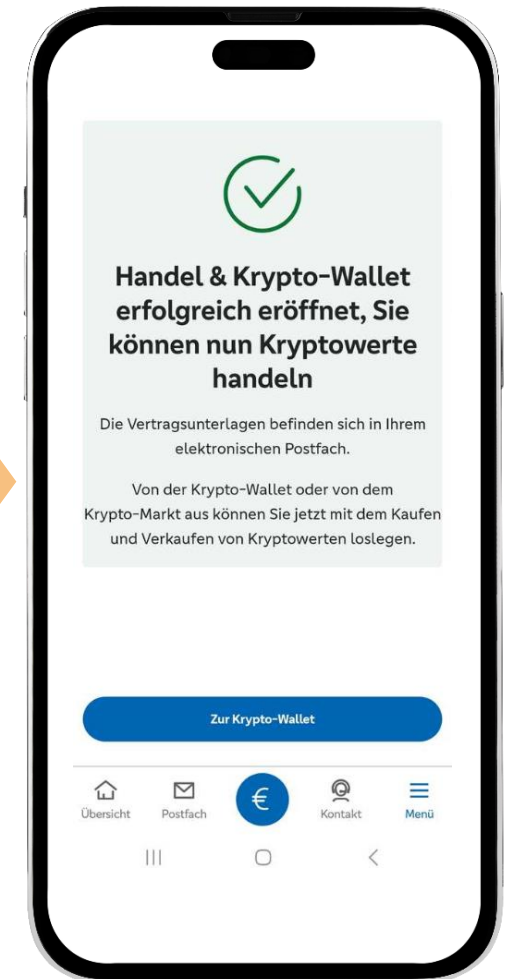 Handel & Krypto-Wallet
erfolgreich eröffnet, Sie
können nun Kryptowerte
handeln
Die Vertragsunterlagen befinden sich in Ihrem
elektronischen Postfach.
Von der Krypto-Wallet oder von dem
Krypto-Markt aus können Sie jetzt mit dem Kaufen
und Verkaufen von Kryptowerten loslegen.
Zur Krypto-Wallet
€
Übersicht Postfach Kontakt Menü